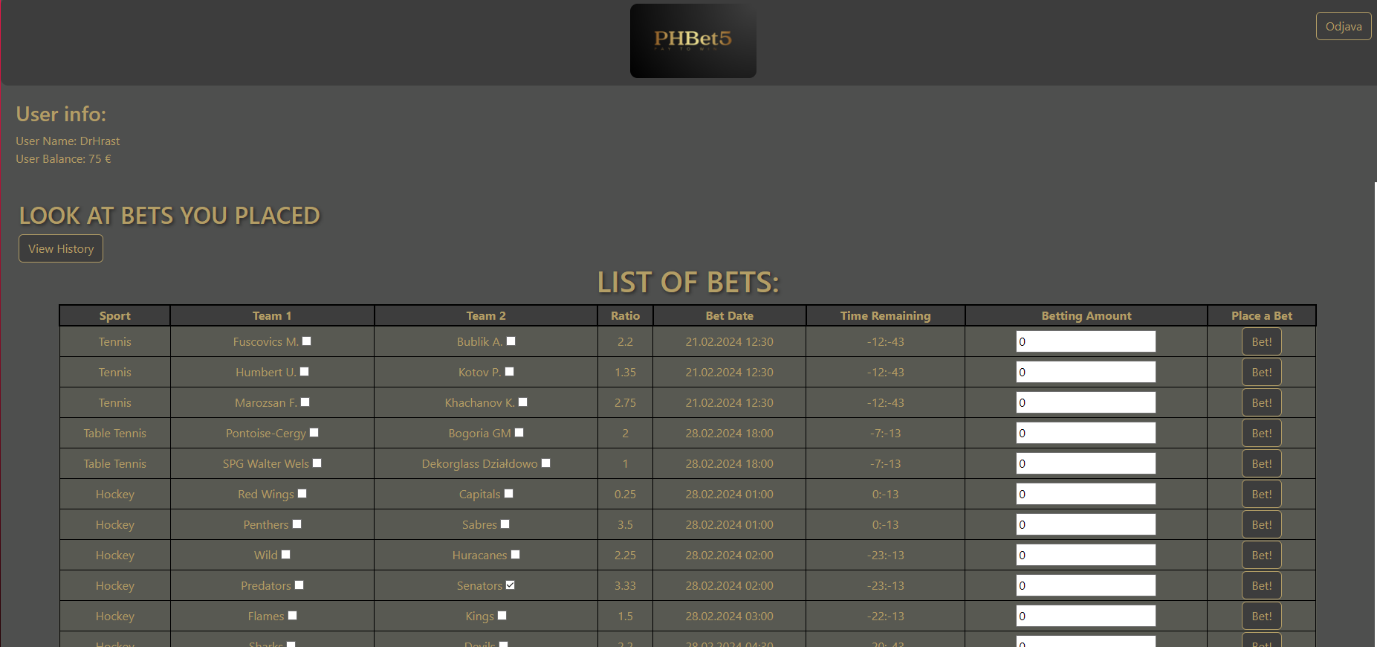 PHBet5
Odjava
User info:
User Name: DrHrast
User Balance: 75 €
LOOK AT BETS YOU PLACED
View History
LIST OF BETS:
Sport Team 1 Team 2 Ratio Bet Date Time Remaining Betting Amount Place a Bet
Tennis Fuscovics M. Bublik A. 2.2 21.02.2024 12:30 -12:-43 0 Bet!
Tennis Humbert U. Kotov P. 1.35 21.02.2024 12:30 -12:-43 0 Bet!
Tennis Marozsan F. Khachanov K. 2.75 21.02.2024 12:30 -12:-43 0 Bet!
Table Tennis Pontoise-Cergy Bogoria GM 2 28.02.2024 18:00 -7:-13 0 Bet!
Table Tennis SPG Walter Wels Dekorglass Działdowo 1 28.02.2024 18:00 -7:-13 0 Bet!
Hockey Red Wings Capitals 0.25 28.02.2024 01:00 0:-13 0 Bet!
Hockey Penthers Sabres 3.5 28.02.2024 01:00 0:-13 0 Bet!
Hockey Wild Huracanes 2.25 28.02.2024 02:00 -23:-13 0 Bet!
Hockey Predators Senators 3.33 28.02.2024 02:00 -23:-13 0 Bet!
Hockey Flames Kings 1.5 28.02.2024 03:00 -22:-13 0 Bet!
Hockey Sharks Devils 28.02.2024 04:30 -20:-43 0 Bet!